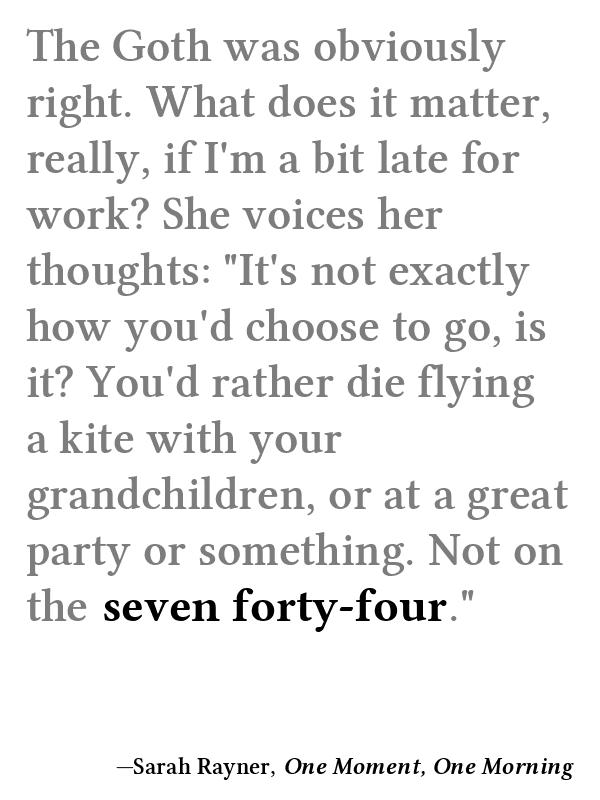 The Goth was obviously
right. What does it matter,
really, if I'm a bit late for
work? She voices her
thoughts: "It's not exactly
how you'd choose to go, is
it? You'd rather die flying
a kite with your
grandchildren, or at a great
party or something. Not on
the seven forty-four."
—Sarah Rayner, One Moment, One Morning